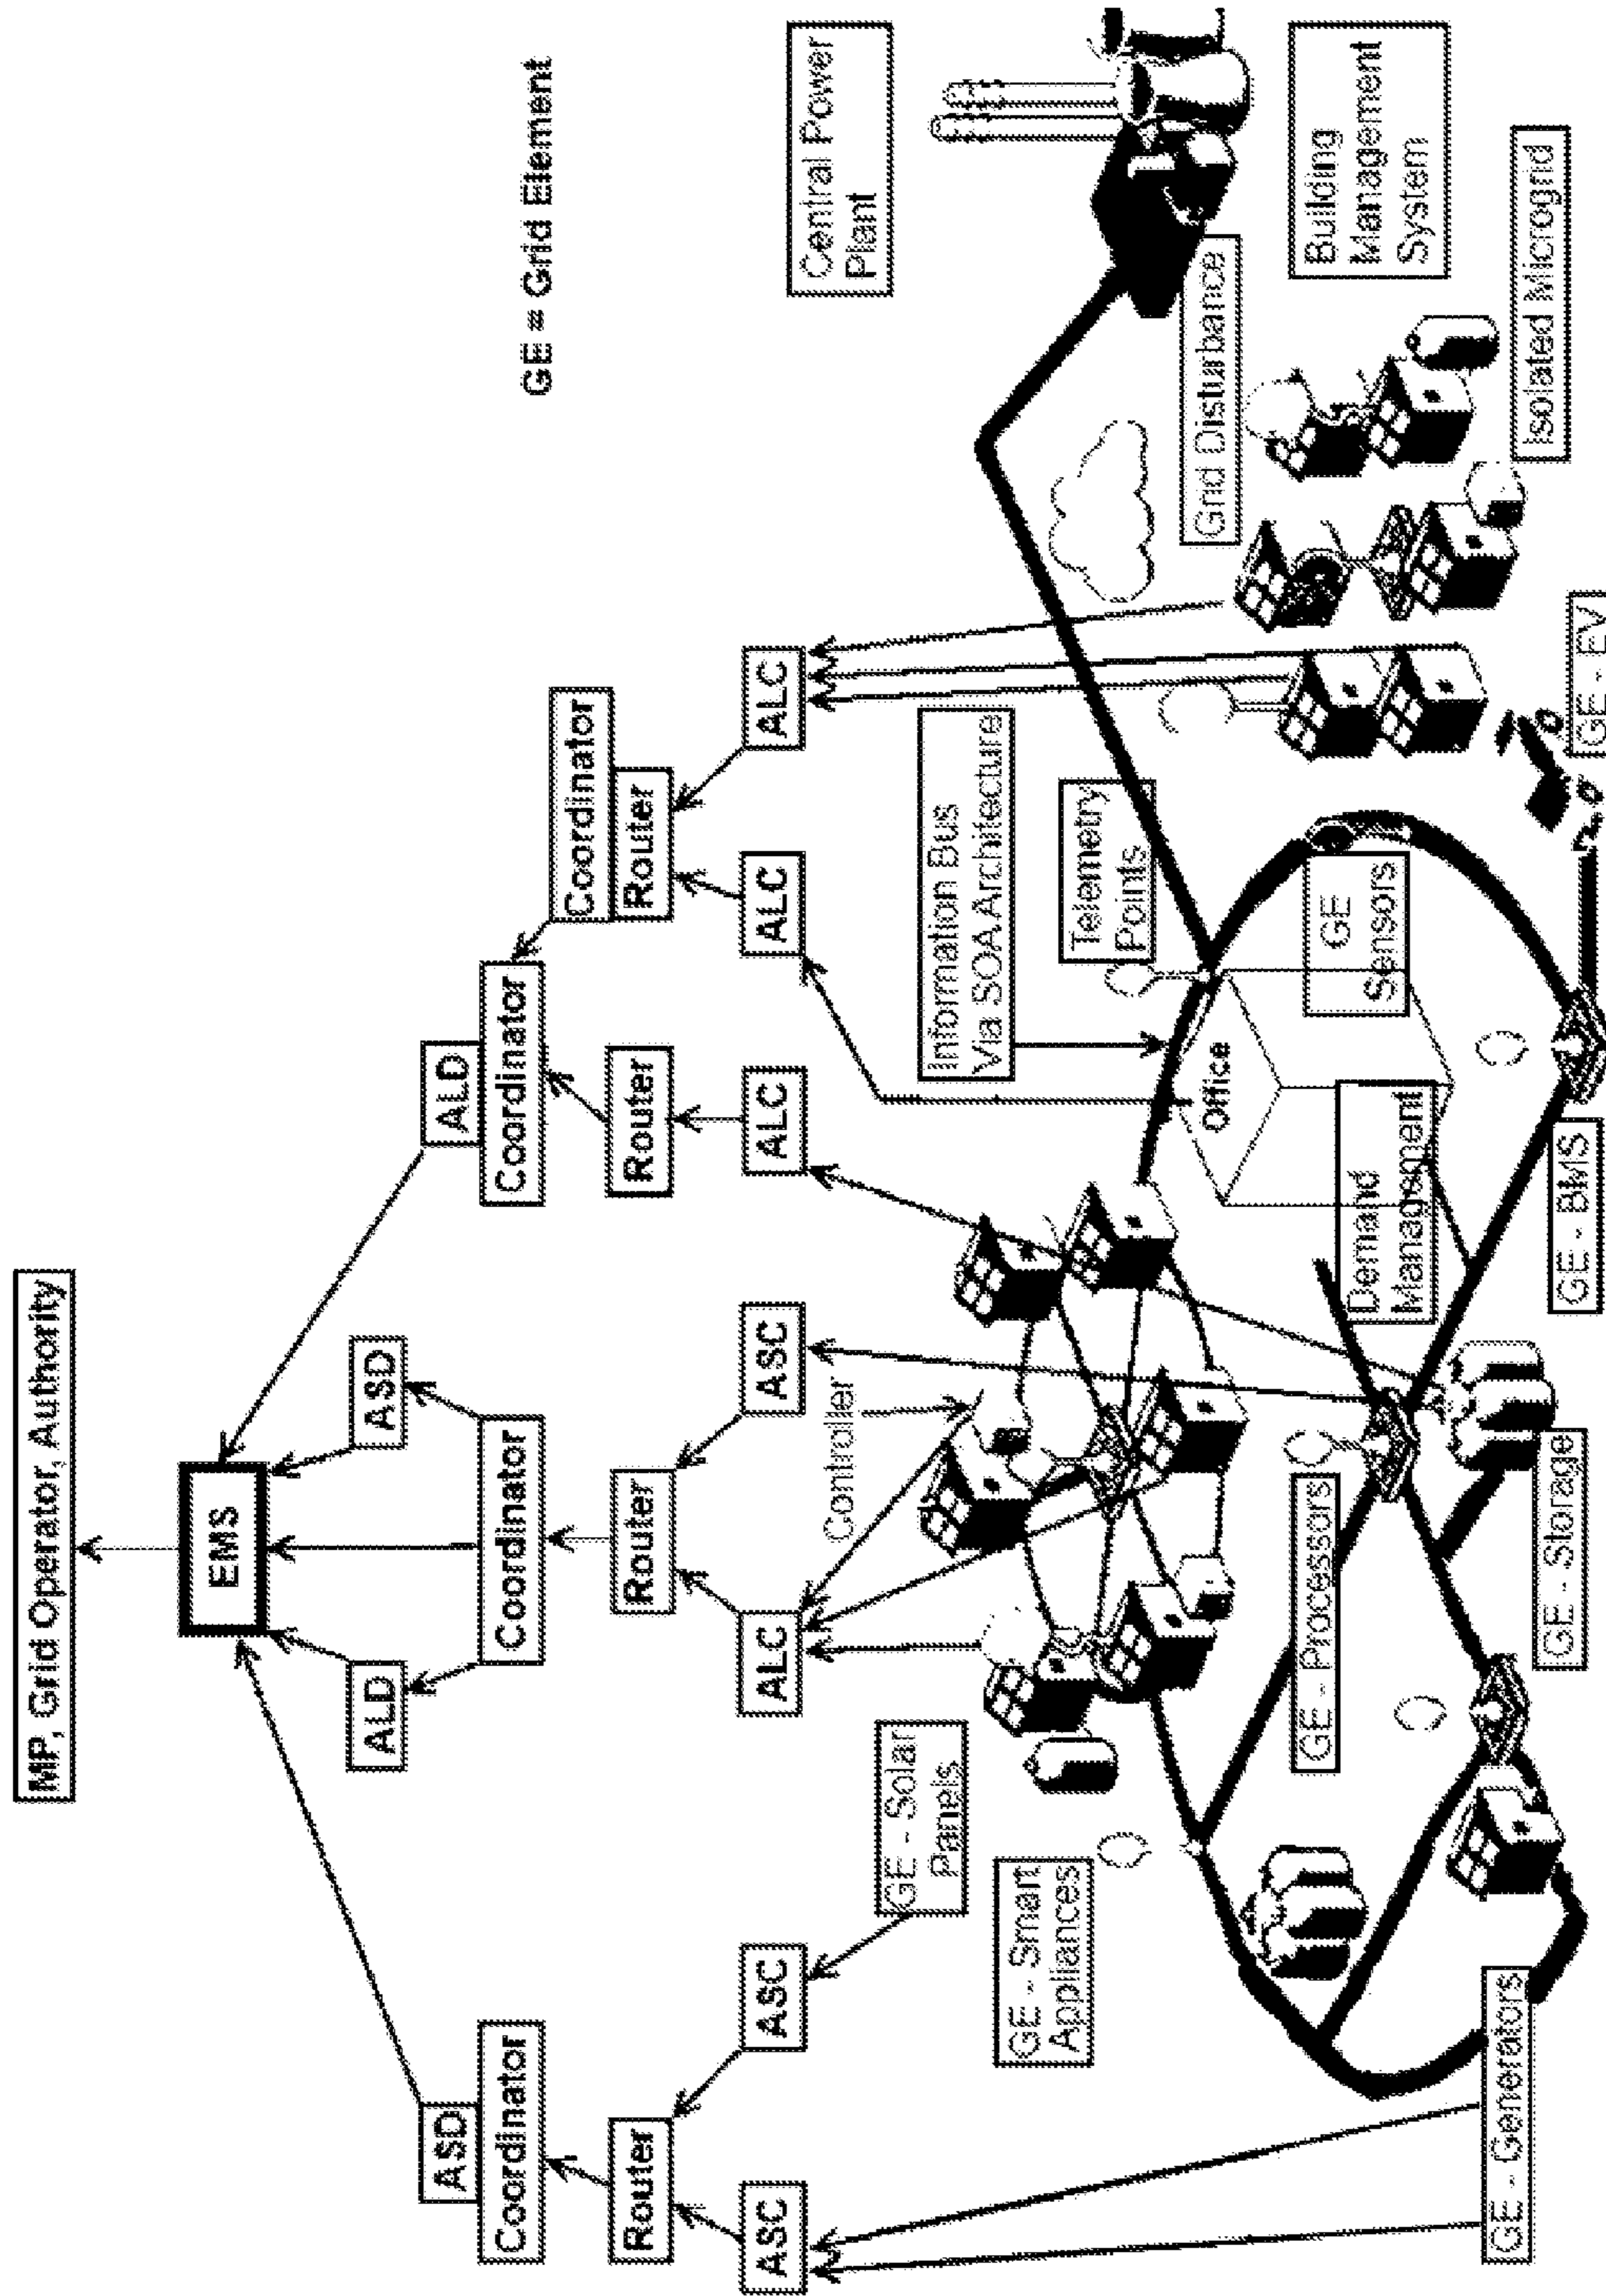 MP, Grid Operator, Authority
EMS
GE = Grid Element
ALD
ASD
ASD
Coordinator
Coordinator
ALD
Coordinator
Coordinator
Router
Router
Router
Router
ASC
ASC
ALC
ASC
ALC
ALC
ALC
GE - Solar
Panels
Controller
Information Bus
Via SOA Architecture
Central Power
Plant
GE - Smart
Appliances
Telemetry
Points
Office
Grid Disturbance
GE - Processors
GE
Sensors
Building
Management
System
Demand
Management
GE - Generators
GE - Storage
GE - BMS
GE - EV
Isolated Microgrid